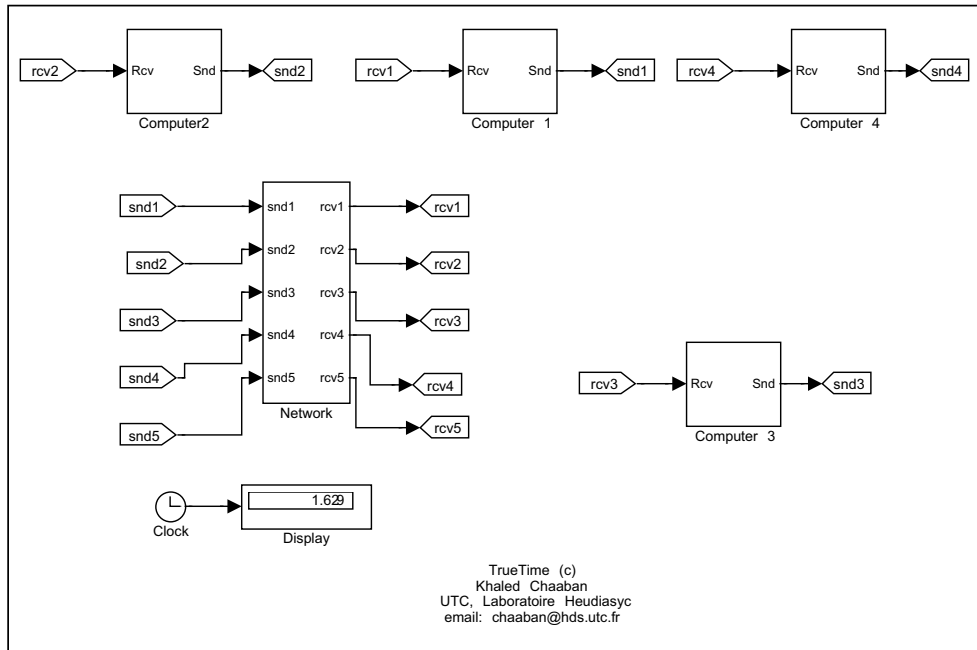 rcv2
Rcv
Snd
snd2
Computer2
rcv1
Rcv
Snd
snd1
Computer 1
rcv4
Rcv
Snd
snd4
Computer 4
snd1
snd2
snd3
snd4
snd5
snd1
snd2
snd3
snd4
snd5
rcv1
rcv2
rcv3
rcv4
rcv5
Network
rcv1
rcv2
rcv3
rcv4
rcv5
rcv3
Rcv
Snd
snd3
Computer 3
Clock
1.629
Display
TrueTime (c)
Khaled Chaaban
UTC, Laboratoire Heudiasyc
email: chaaban@hds.utc.fr